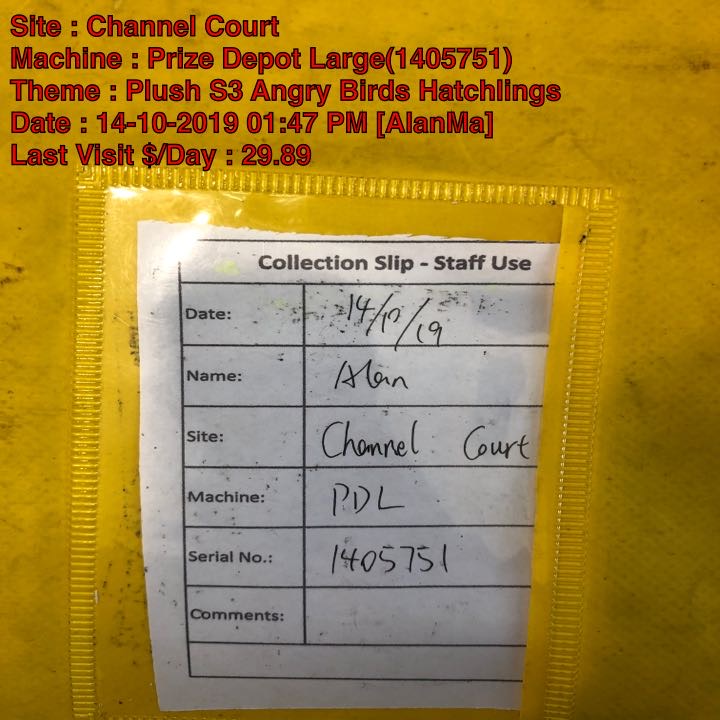 Site : Channel Court
Machine : Prize Depot Large(1405751)
Theme : Plush S3 Angry Birds Hatchlings
Date : 14-10-2019 01:47 PM [AlanMa]
Last Visit $/Day : 29.89
Collection Slip - Staff Use
Date: 14/10/19
Name: Alan
Site: Channel Court
Machine: PDL
Serial No.: 1405751
Comments: